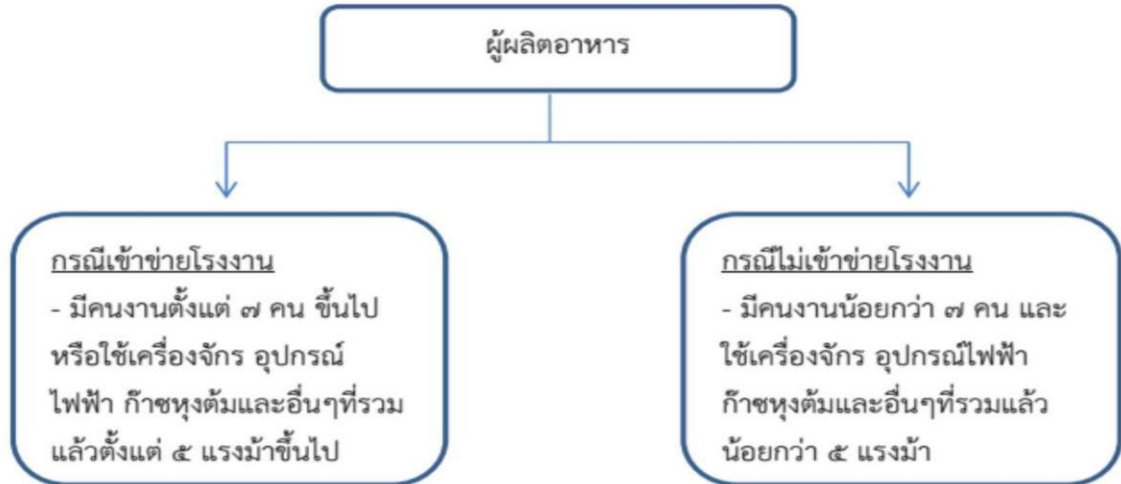 ผู้ผลิตอาหาร
กรณีเข้าข่ายโรงงาน
- มีคนงานตั้งแต่ ๗ คน ขึ้นไป
หรือใช้เครื่องจักร อุปกรณ์
ไฟฟ้า ก๊าซหุงต้มและอื่นๆที่รวม
แล้วตั้งแต่ ๕ แรงม้าขึ้นไป
กรณีไม่เข้าข่ายโรงงาน
- มีคนงานน้อยกว่า ๗ คน และ
ใช้เครื่องจักร อุปกรณ์ไฟฟ้า
ก๊าซหุงต้มและอื่นๆที่รวมแล้ว
น้อยกว่า ๕ แรงม้า